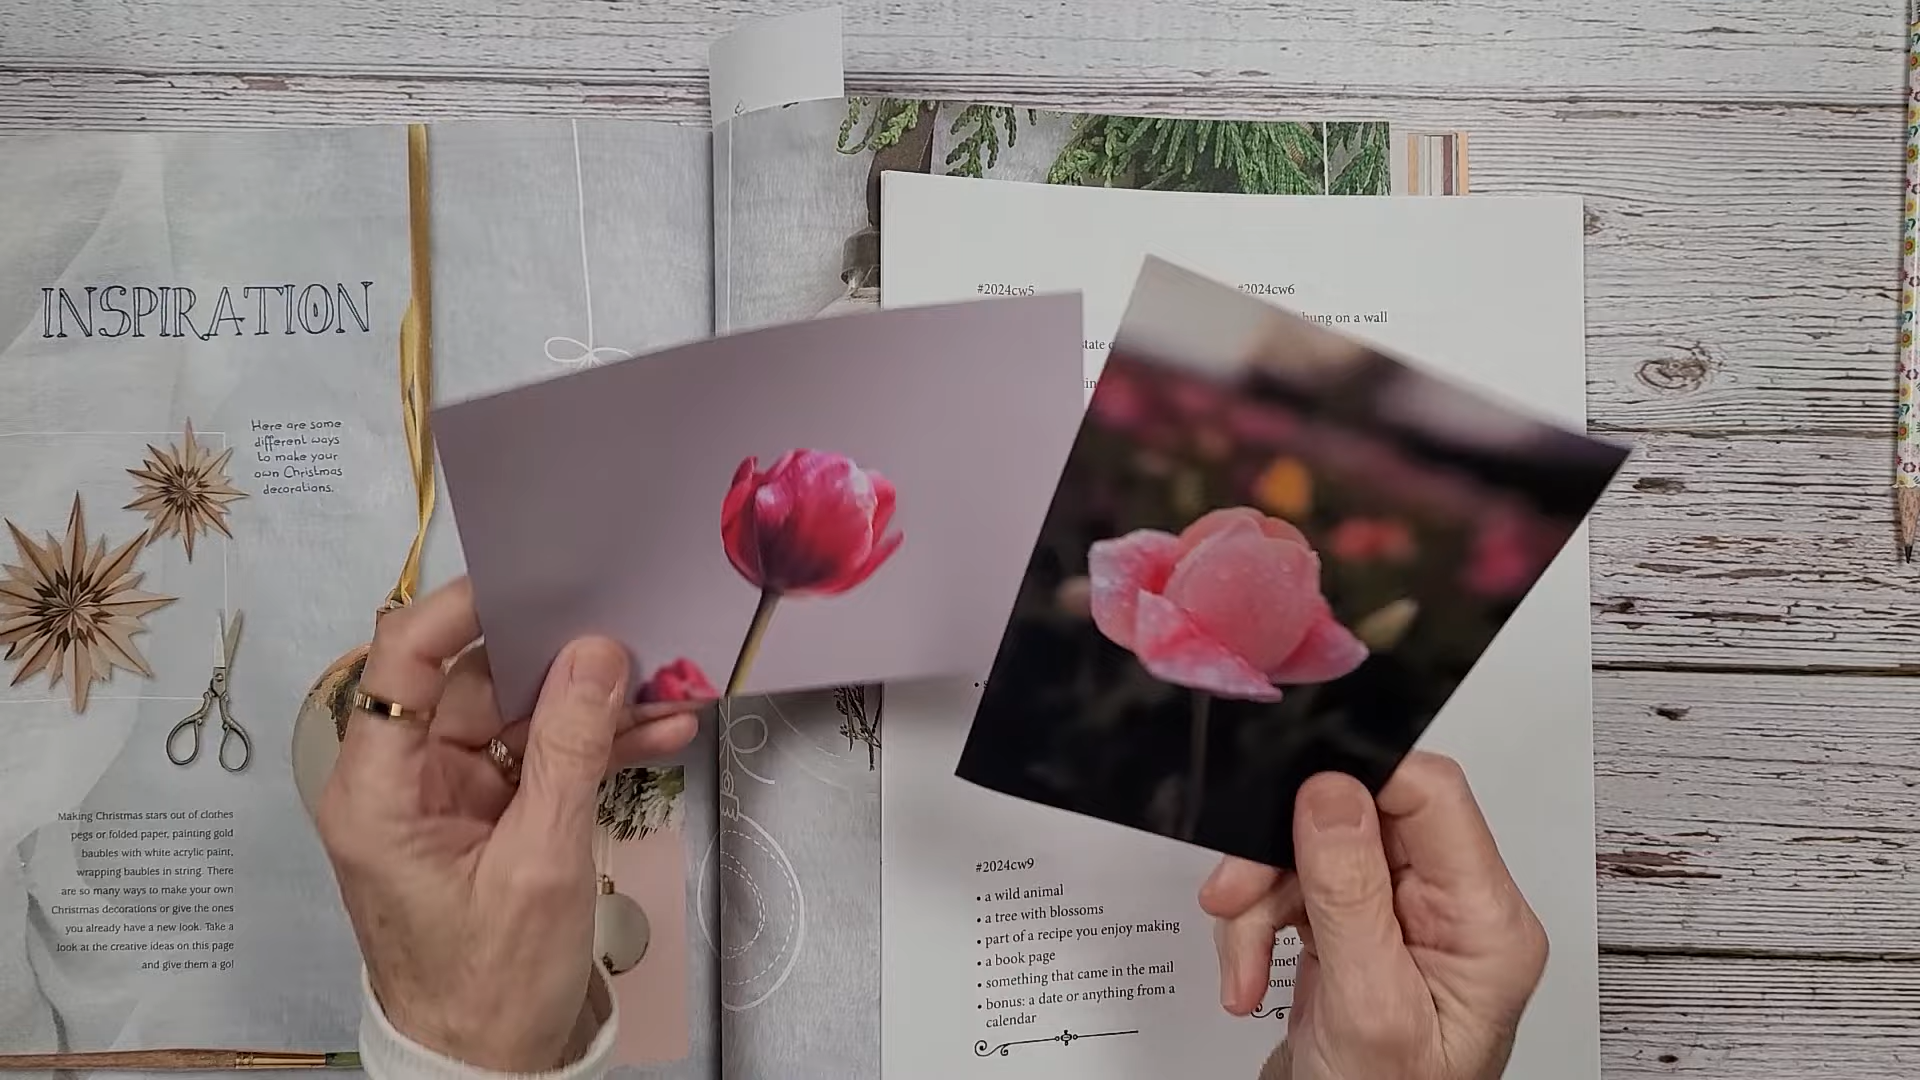 INSPIRATION
Here are some
different ways
to make your
own Christmas
decorations.
Making Christmas stars out of clothes
pegs or folded paper, painting gold
baubles with white acrylic paint,
wrapping baubles in string. There
are so many ways to make your own
Christmas decorations or give the ones
you already have a new look. Take a
look at the creative ideas on this page
and give them a go!
#2024cw5
state
#2024cw6
hung on a wall
#2024cw9
• a wild animal
• a tree with blossoms
• part of a recipe you enjoy making
• a book page
• something that came in the mail
• bonus: a date or anything from a
calendar
or